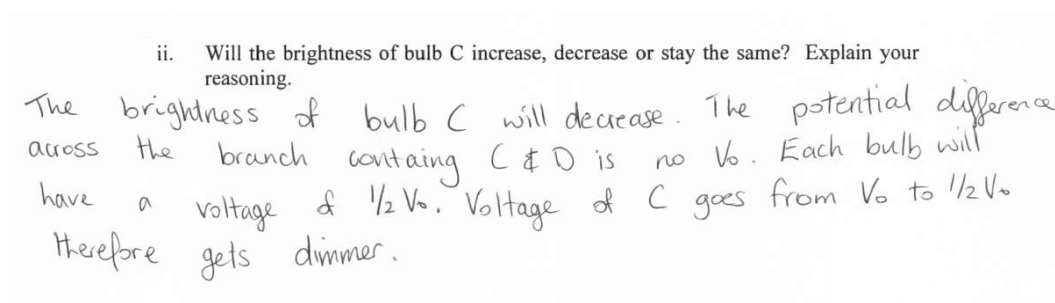 ii. Will the brightness of bulb C increase, decrease or stay the same? Explain your
reasoning.
The brightness of bulb C will decrease. The potential difference
across the branch containg C & D is no V₀. Each bulb will
have a voltage of 1/2 V₀. Voltage of C goes from V₀ to 1/2 V₀
therefore gets dimmer.